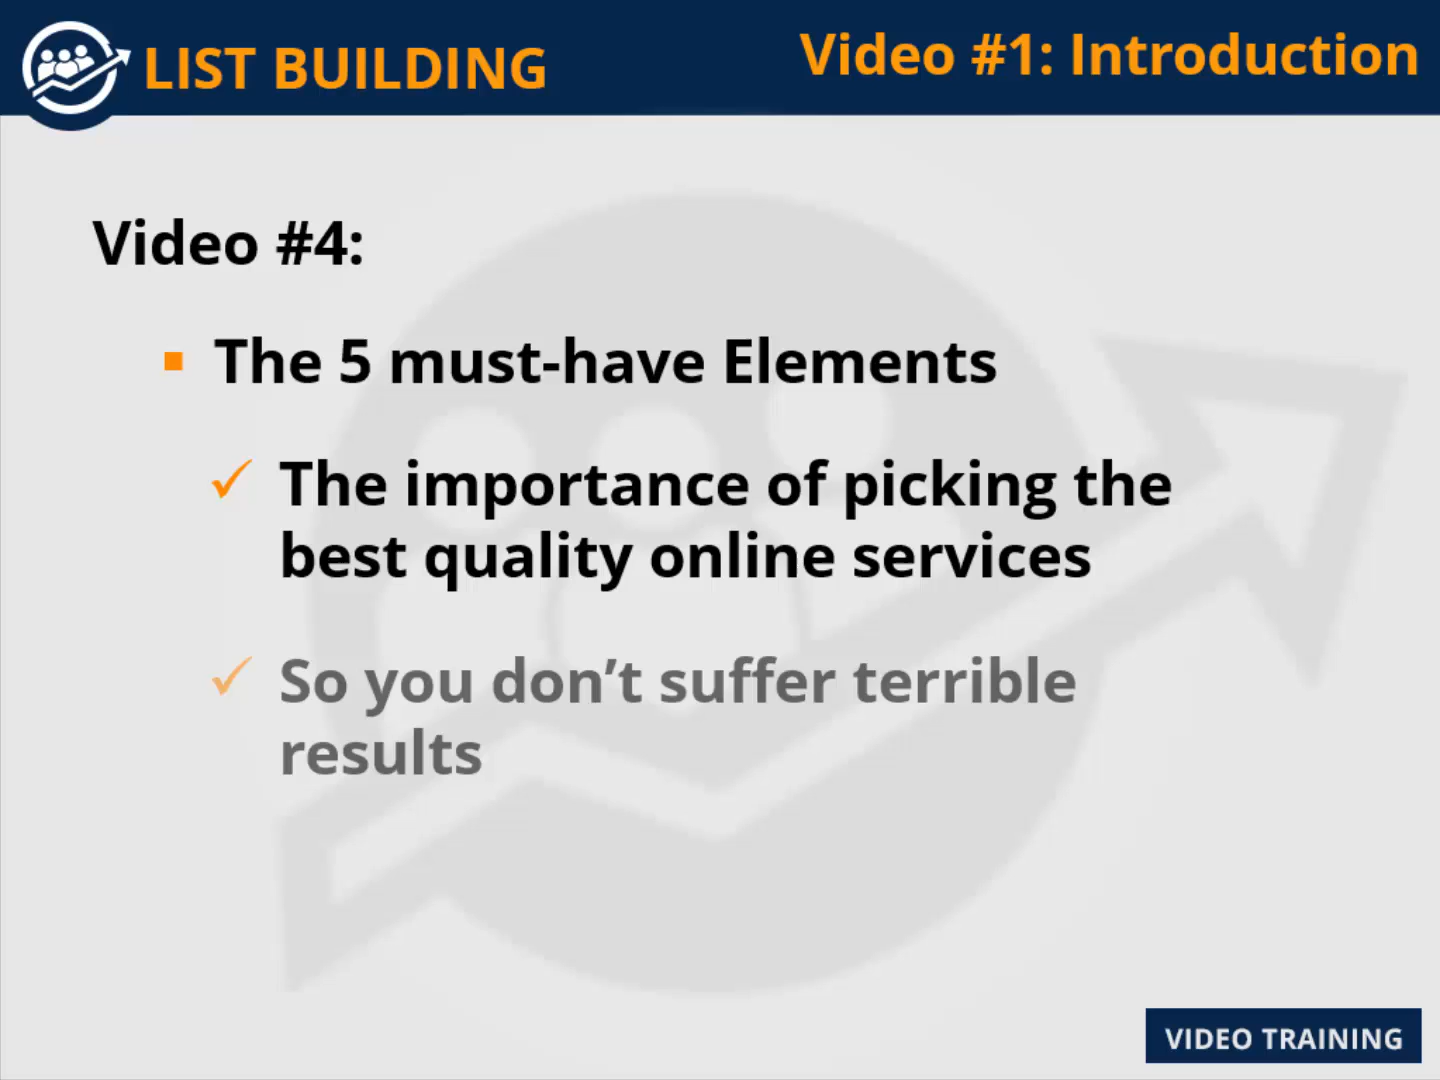 LIST BUILDING
Video #1: Introduction
Video #4:
The 5 must-have Elements
The importance of picking the
best quality online services
So you don’t suffer terrible
results
VIDEO TRAINING